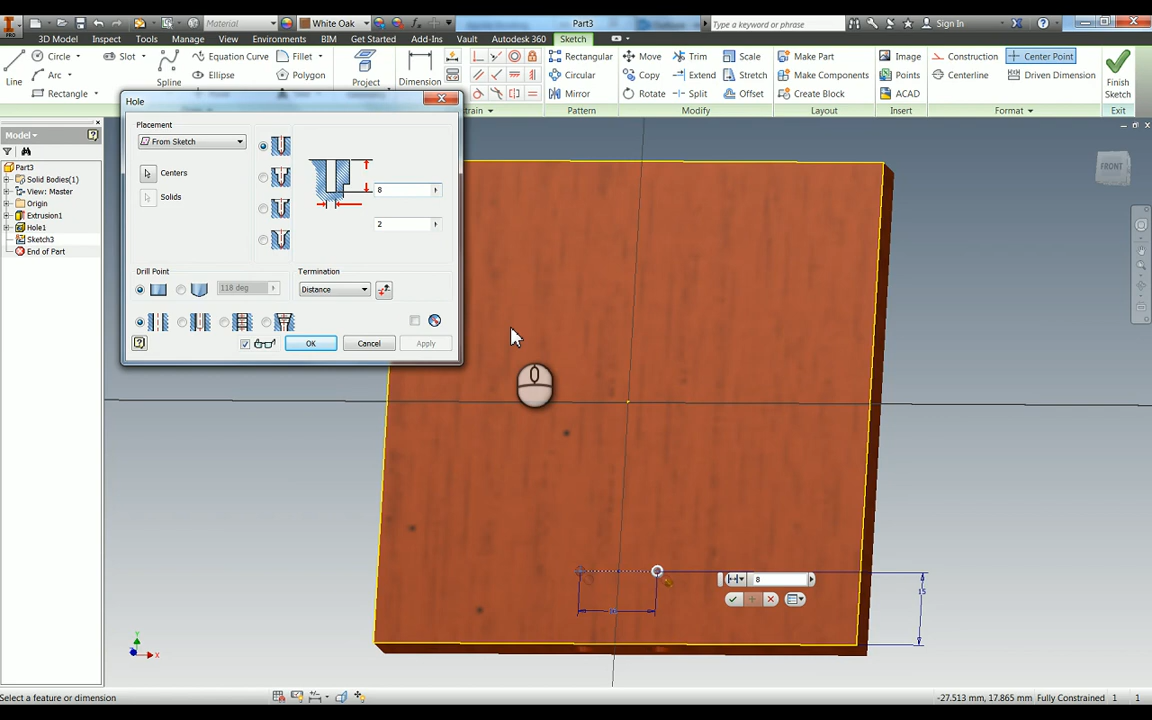 Material
White Oak
Part3
Type a keyword or phrase
Sign In
PRO
3D Model
Inspect
Tools
Manage
View
Environments
BIM
Get Started
Add-Ins
Vault
Autodesk 360
Sketch
Line
Circle
Arc
Rectangle
Slot
Spline
Equation Curve
Ellipse
Fillet
Polygon
Project
Dimension
Rectangular
Circular
Mirror
Pattern
Move
Copy
Rotate
Trim
Extend
Split
Scale
Stretch
Offset
Modify
Make Part
Make Components
Create Block
Layout
Image
Points
ACAD
Insert
Construction
Centerline
Center Point
Driven Dimension
Format
Finish
Sketch
Exit
Model
Part3
Solid Bodies(1)
View: Master
Origin
Extrusion1
Hole1
Sketch3
End of Part
Hole
Placement
From Sketch
Centers
Solids
8
2
Drill Point
118 deg
Termination
Distance
OK
Cancel
Apply
FRONT
8
15
Y
X
Select a feature or dimension
-27.513 mm, 17.865 mm
Fully Constrained
1
1